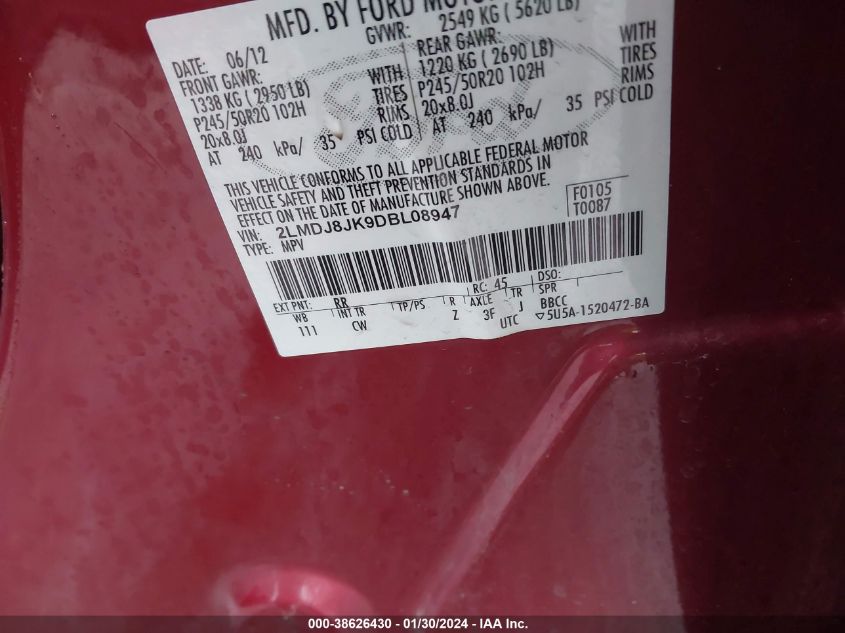 MFD. BY FORD MOTOR
DATE: 06/12
GVWR: 2549 KG ( 5620 LB)
FRONT GAWR:
1338 KG ( 2950 LB)
P245/50R20 102H
20x8.0J
AT 240 kPa/ 35 PSI COLD
WITH
TIRES
RIMS
REAR GAWR:
1220 KG ( 2690 LB)
P245/50R20 102H
20x8.0J
AT 240 kPa/ 35 PSI COLD
WITH
TIRES
RIMS
THIS VEHICLE CONFORMS TO ALL APPLICABLE FEDERAL MOTOR
VEHICLE SAFETY AND THEFT PREVENTION STANDARDS IN
EFFECT ON THE DATE OF MANUFACTURE SHOWN ABOVE.
VIN: 2LMDJ8JK9DBL08947
TYPE: MPV
F0105
T0087
EXT PNT: RR RC: 45 DSO:
WB INT TR TP/PS R AXLE TR SPR
111 CW Z 3F J BBCC
UTC ▽5U5A-1520472-BA
000-38626430 - 01/30/2024 - IAA Inc.